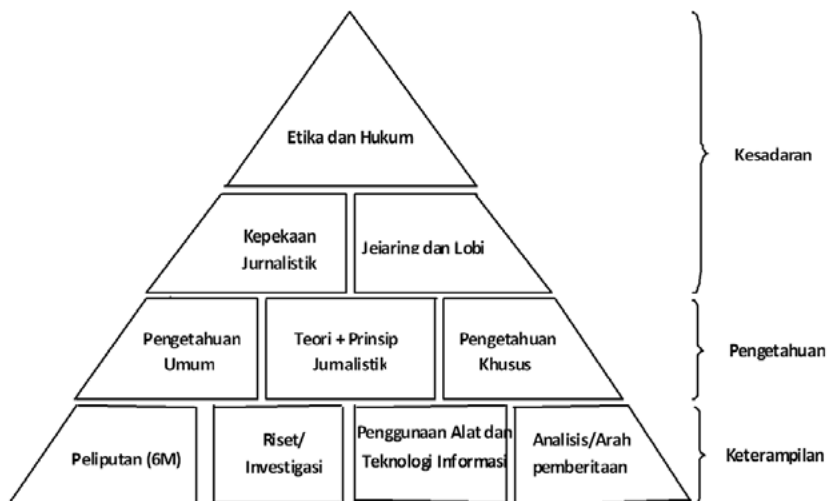 Etika dan Hukum
Kesadaran
Kepekaan
Jurnalistik
Jejaring dan Lobi
Pengetahuan
Umum
Teori + Prinsip
Jurnalistik
Pengetahuan
Khusus
Pengetahuan
Peliputan (6M)
Riset/
Investigasi
Penggunaan Alat dan
Teknologi Informasi
Analisis/Arah
pemberitaan
Keterampilan